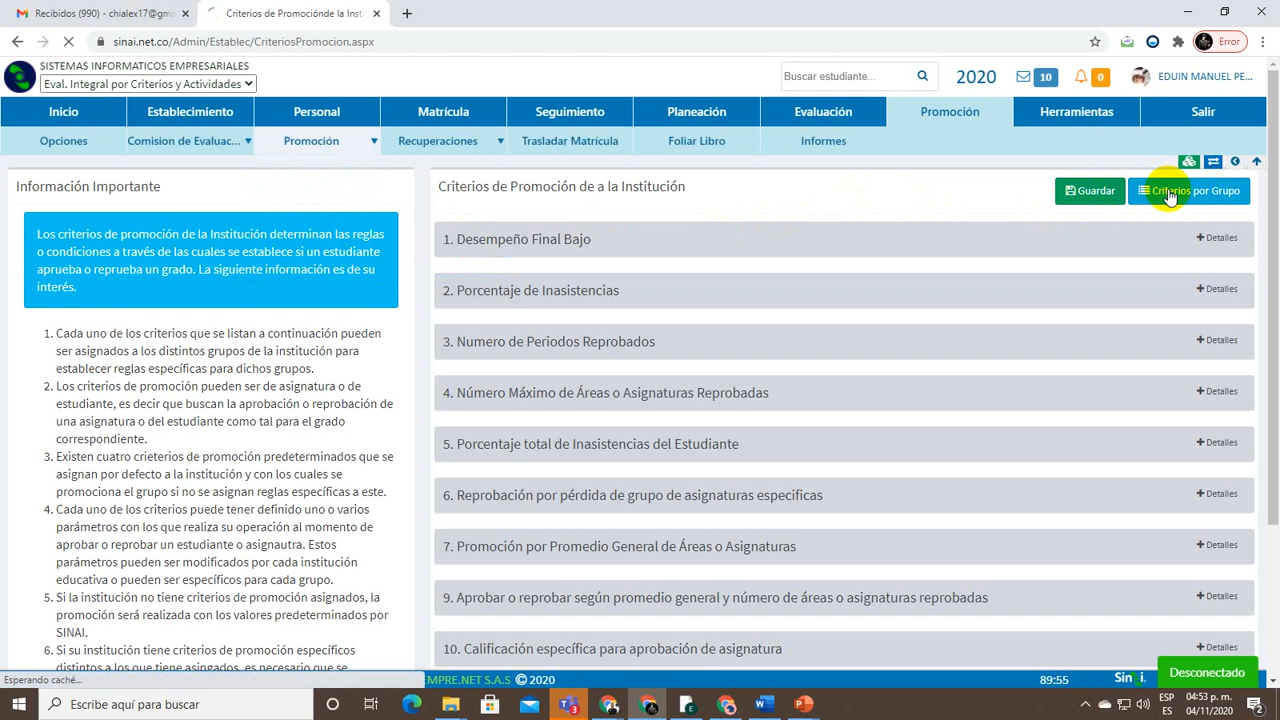 Recibidos (990) - chialex17@gma
Criterios de Promociónde la Insti
sinai.net.co/Admin/Establec/CriteriosPromocion.aspx
Error
SISTEMAS INFORMATICOS EMPRESARIALES
Eval. Integral por Criterios y Actividades
Buscar estudiante...
2020
10
0
EDUIN MANUEL PE...
Inicio
Establecimiento
Personal
Matrícula
Seguimiento
Planeación
Evaluación
Promoción
Herramientas
Salir
Opciones
Comision de Evaluac...
Promoción
Recuperaciones
Trasladar Matrícula
Foliar Libro
Informes
Información Importante
Los criterios de promoción de la Institución determinan las reglas
o condiciones a través de las cuales se establece si un estudiante
aprueba o reprueba un grado. La siguiente información es de su
interés.
1. Cada uno de los criterios que se listan a continuación pueden
ser asignados a los distintos grupos de la institución para
establecer reglas específicas para dichos grupos.
2. Los criterios de promoción pueden ser de asignatura o de
estudiante, es decir que buscan la aprobación o reprobación de
una asignatura o del estudiante como tal para el grado
correspondiente.
3. Existen cuatro crieterios de promoción predeterminados que se
asignan por defecto a la institución y con los cuales se
promociona el grupo si no se asignan reglas específicas a este.
4. Cada uno de los criterios puede tener definido uno o varios
parámetros con los que realiza su operación al momento de
aprobar o reprobar un estudiante o asignautra. Estos
parámetros pueden ser modificados por cada institución
educativa o pueden ser específicos para cada grupo.
5. Si la institución no tiene criterios de promoción asignados, la
promoción será realizada con los valores predeterminados por
SINAI.
6. Si su institución tiene criterios de promoción específicos
distintos a los que tiene asingados, es necesario que se
Criterios de Promoción de a la Institución
Guardar
Criterios por Grupo
1. Desempeño Final Bajo
Detalles
2. Porcentaje de Inasistencias
Detalles
3. Numero de Periodos Reprobados
Detalles
4. Número Máximo de Áreas o Asignaturas Reprobadas
Detalles
5. Porcentaje total de Inasistencias del Estudiante
Detalles
6. Reprobación por pérdida de grupo de asignaturas especificas
Detalles
7. Promoción por Promedio General de Áreas o Asignaturas
Detalles
9. Aprobar o reprobar según promedio general y número de áreas o asignaturas reprobadas
Detalles
10. Calificación específica para aprobación de asignatura
Detalles
Esperando caché...
EMPRE.NET S.A.S © 2020
89:55
Desconectado
Escribe aquí para buscar
ESP
ES
04:53 p. m.
04/11/2020
2